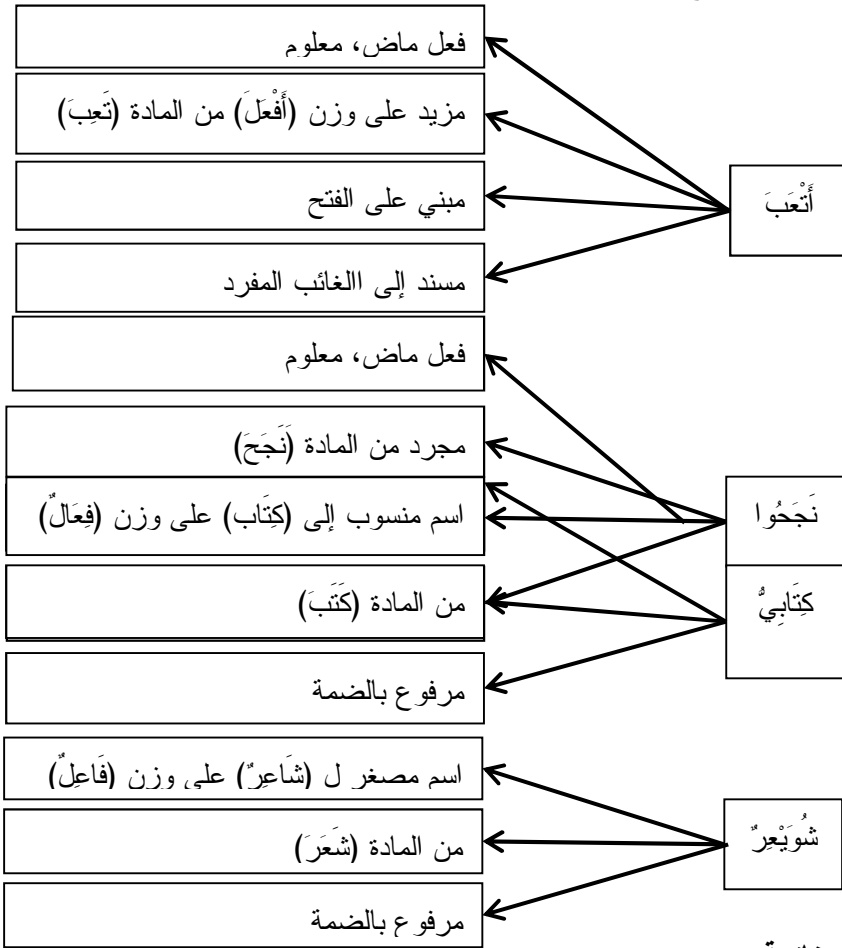 فعل ماض، معلوم
مزيد على وزن (أَفْعَلَ) من المادة (تَعِبَ)
أَتْعَبَ
مبني على الفتح
مسند إلى االغائب المفرد
فعل ماض، معلوم
مجرد من المادة (نَجَحَ)
نَجَحُوا
اسم منسوب إلى (كِتَاب) على وزن (فِعَالٌ)
كِتَابِيُّ
من المادة (كَتَبَ)
مرفوع بالضمة
اسم مصغر ل (شَاعِرٌ) على وزن (فَاعِلٌ)
شُوَيْعِرٌ
من المادة (شَعَرَ)
مرفوع بالضمة